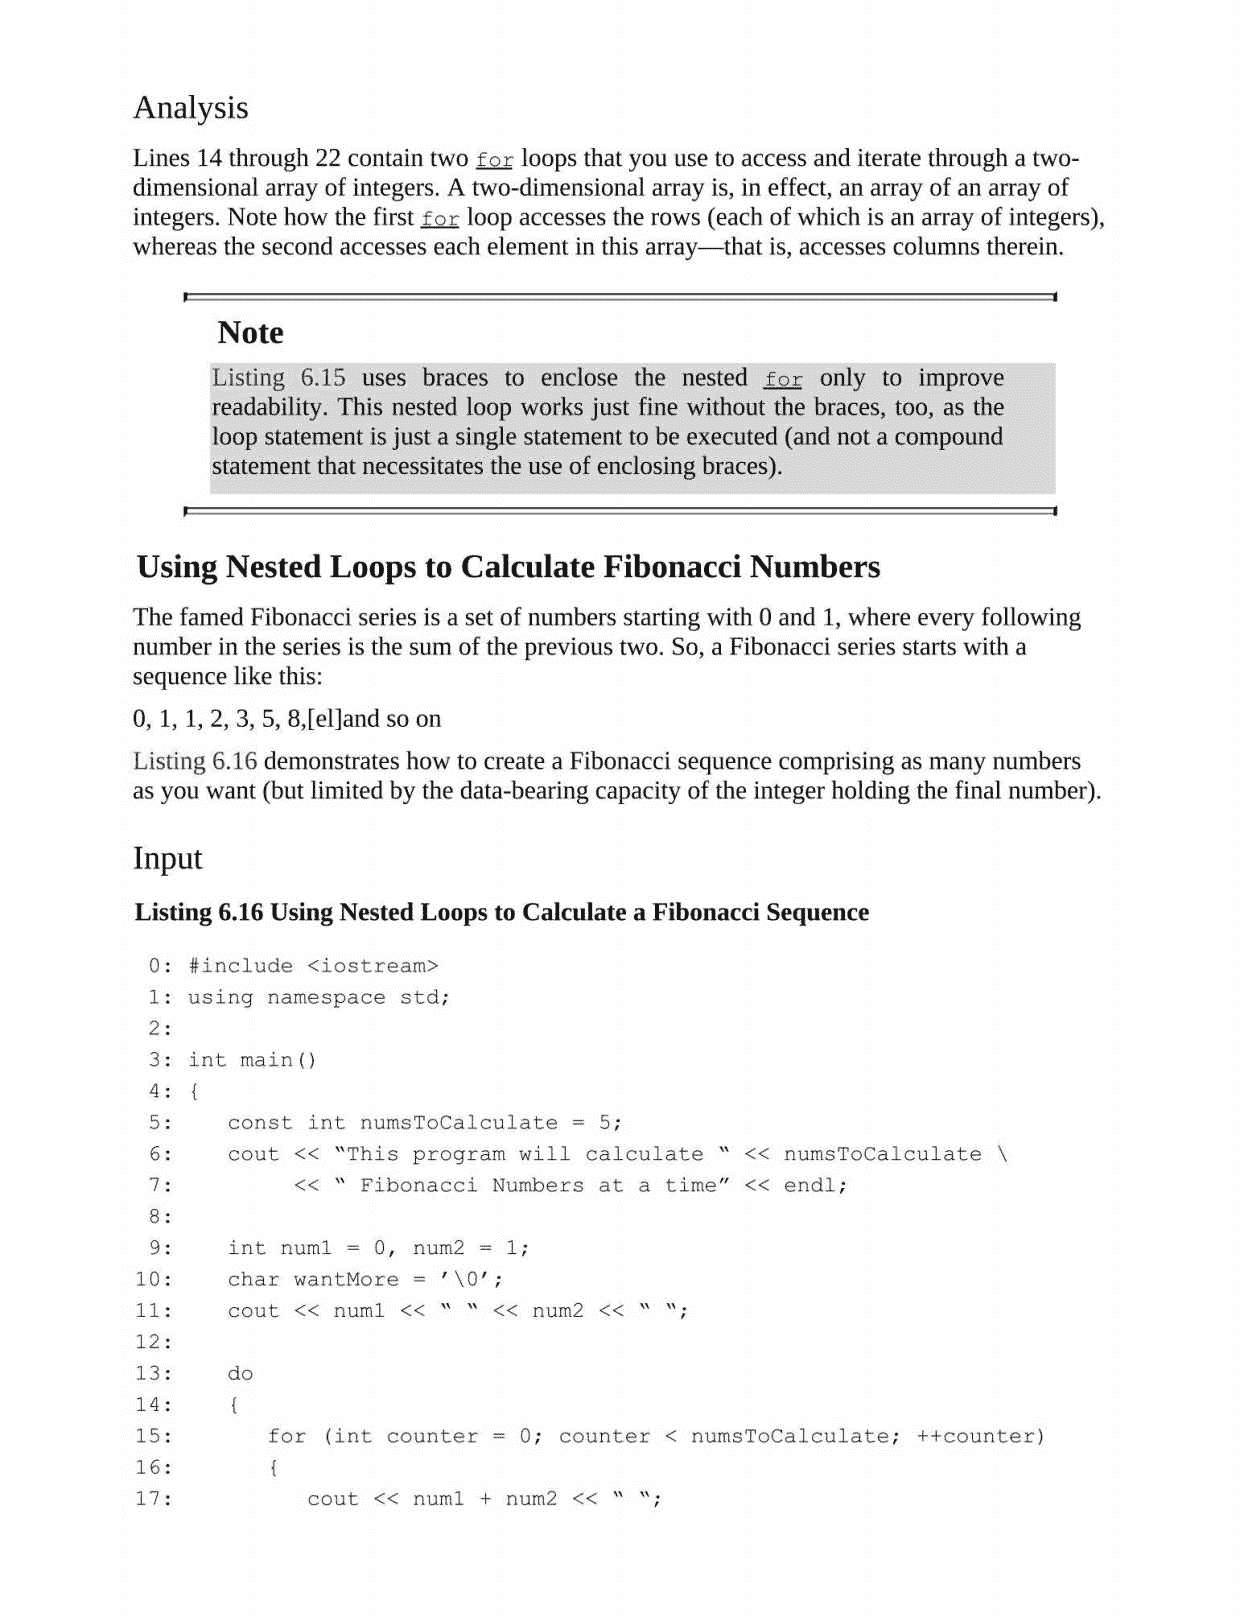 Analysis
Lines 14 through 22 contain two for loops that you use to access and iterate through a two-
dimensional array of integers. A two-dimensional array is, in effect, an array of an array of
integers. Note how the first for loop accesses the rows (each of which is an array of integers),
whereas the second accesses each element in this array—that is, accesses columns therein.
Note
Listing 6.15 uses braces to enclose the nested for only to improve
readability. This nested loop works just fine without the braces, too, as the
loop statement is just a single statement to be executed (and not a compound
statement that necessitates the use of enclosing braces).
Using Nested Loops to Calculate Fibonacci Numbers
The famed Fibonacci series is a set of numbers starting with 0 and 1, where every following
number in the series is the sum of the previous two. So, a Fibonacci series starts with a
sequence like this:
0, 1, 1, 2, 3, 5, 8,[el]and so on
Listing 6.16 demonstrates how to create a Fibonacci sequence comprising as many numbers
as you want (but limited by the data-bearing capacity of the integer holding the final number).
Input
Listing 6.16 Using Nested Loops to Calculate a Fibonacci Sequence
0: #include <iostream>
1: using namespace std;
2:
3: int main()
4: {
5:    const int numsToCalculate = 5;
6:    cout << “This program will calculate “ << numsToCalculate \
7:         << “ Fibonacci Numbers at a time” << endl;
8:
9:    int num1 = 0, num2 = 1;
10:    char wantMore = ’\0’;
11:    cout << num1 << “ “ << num2 << “ “;
12:
13:    do
14:    {
15:       for (int counter = 0; counter < numsToCalculate; ++counter)
16:       {
17:          cout << num1 + num2 << “ “;